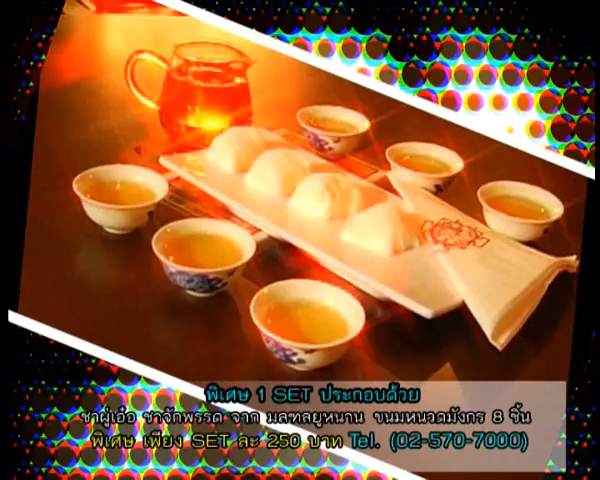 พิเศษ 1 SET ประกอบด้วย
ชาผู่เอ๋อ ชาจักพรรด จาก มลฑลยูหนาน ขนมหนวดมังกร 8 ชิ้น
พิเศษ เพียง SET ละ 250 บาท Tel. (02-570-7000)